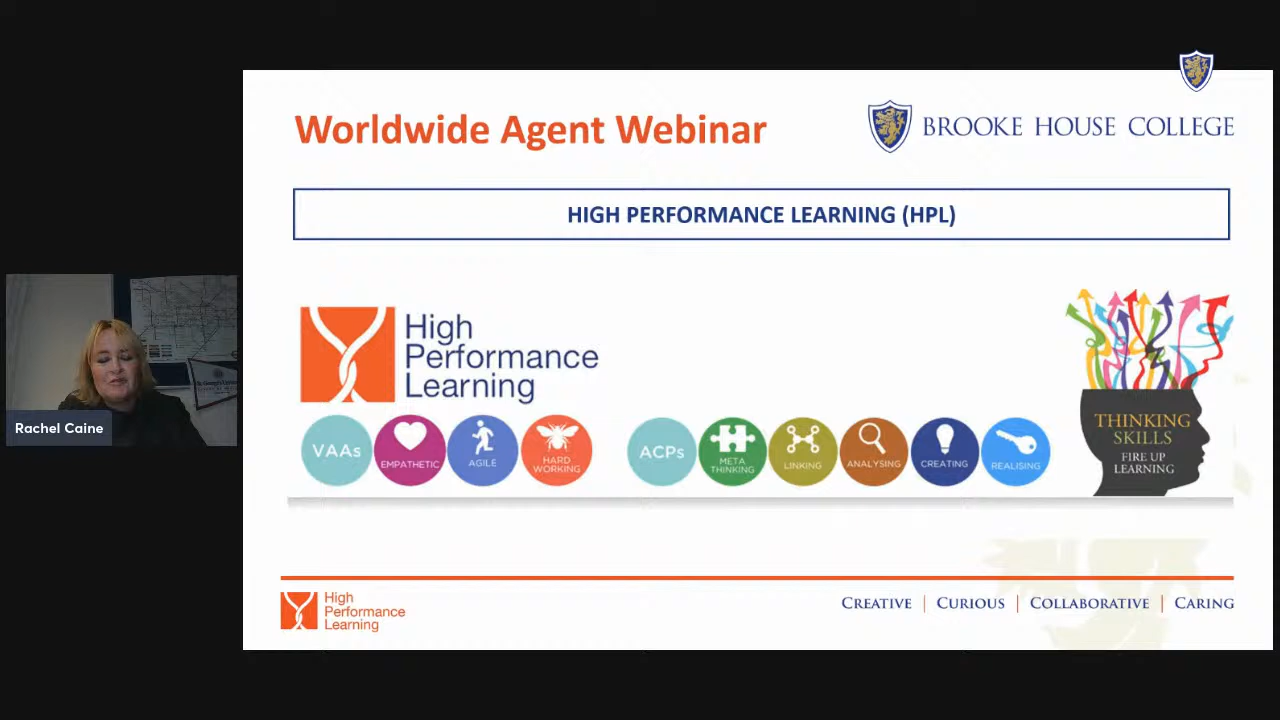 Worldwide Agent Webinar
BROOKE HOUSE COLLEGE
HIGH PERFORMANCE LEARNING (HPL)
High
Performance
Learning
VAAs
EMPATHETIC
AGILE
HARD
WORKING
ACPs
META
THINKING
LINKING
ANALYSING
CREATING
REALISING
THINKING
SKILLS
FIRE UP
LEARNING
Rachel Caine
High
Performance
Learning
CREATIVE | CURIOUS | COLLABORATIVE | CARING